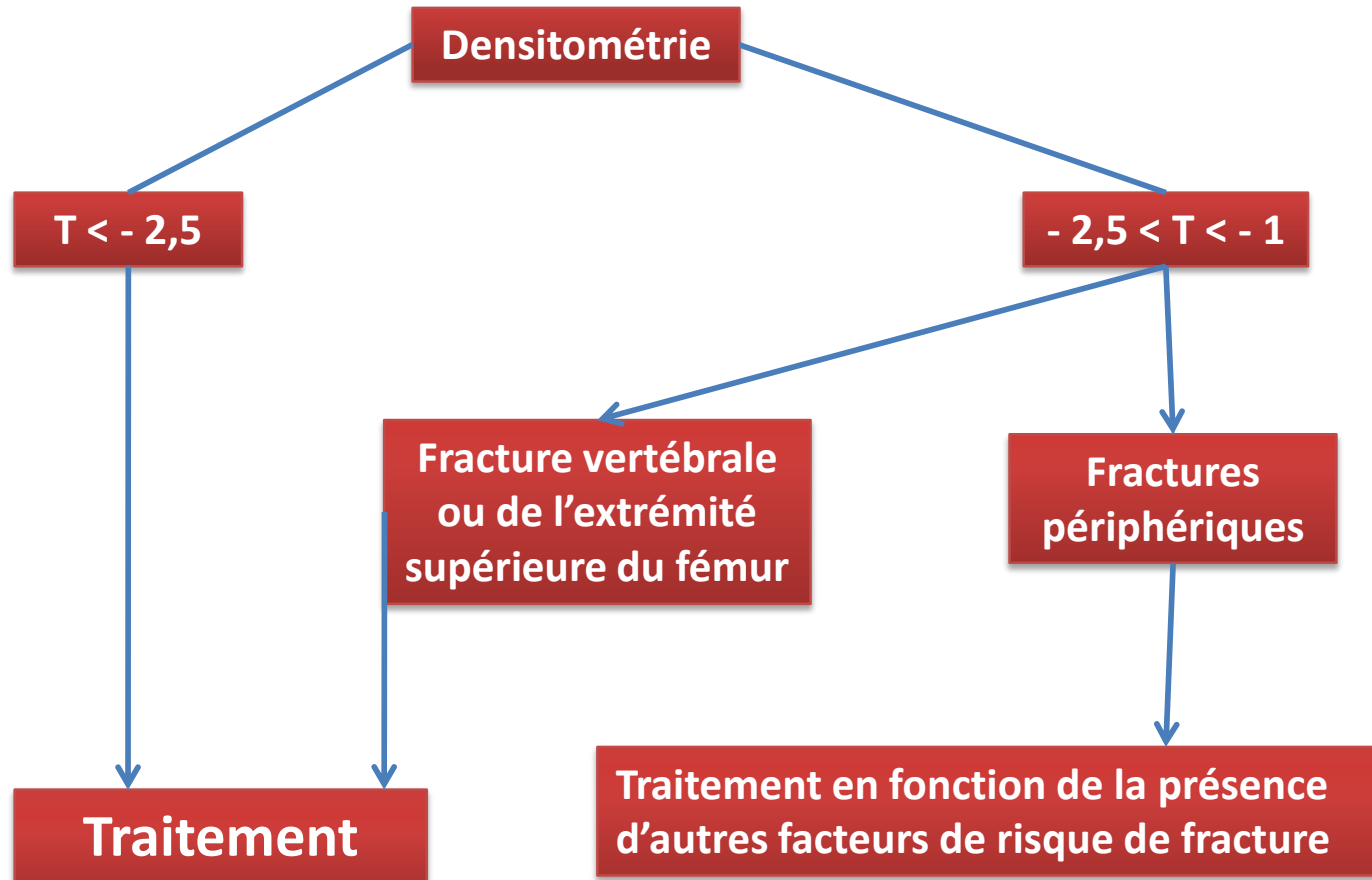 Densitométrie
T < - 2,5
- 2,5 < T < - 1
Fracture vertébrale
ou de l’extrémité
supérieure du fémur
Fractures
périphériques
Traitement
Traitement en fonction de la présence
d’autres facteurs de risque de fracture